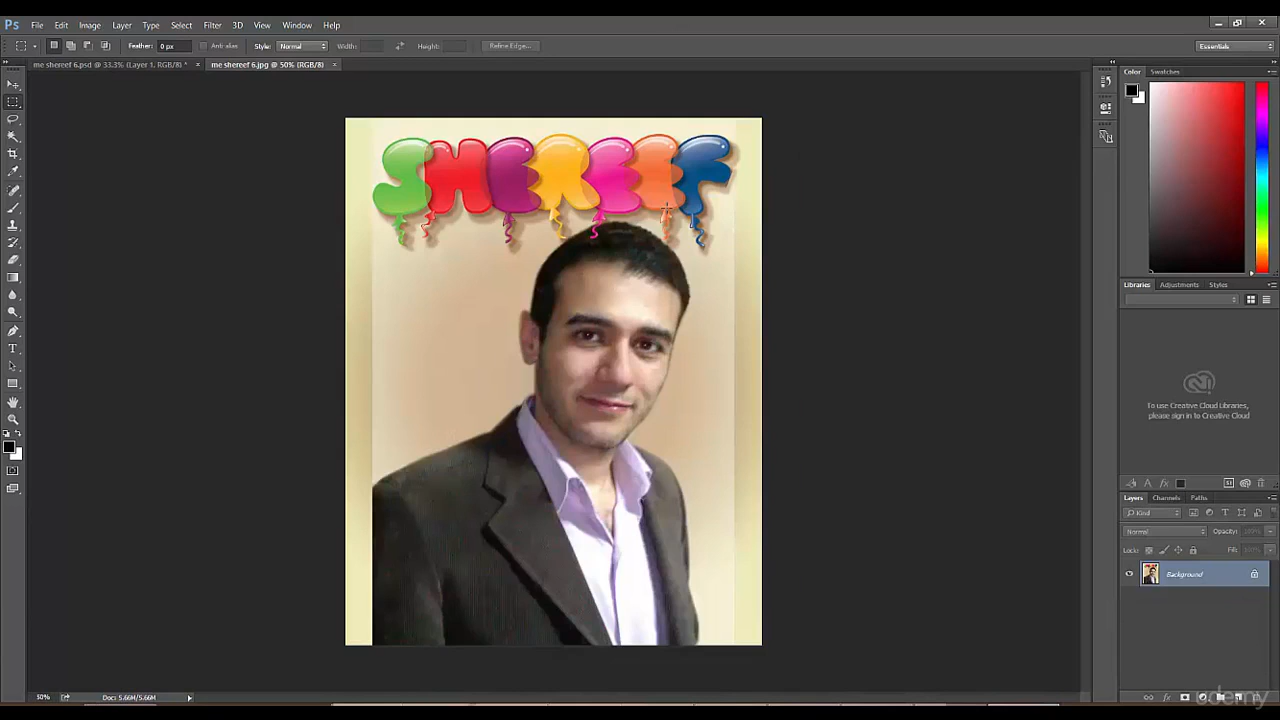 Ps File Edit Image Layer Type Select Filter 3D View Window Help
Feather: 0 px Anti-alias Style: Normal Width: Height: Refine Edge... Essentials
me shereef 6.psd @ 33.3% (Layer 1, RGB/8) * × me shereef 6.jpg @ 50% (RGB/8) ×
Color Swatches
SHEREEF
Libraries Adjustments Styles
To use Creative Cloud Libraries,
please sign in to Creative Cloud
Layers Channels Paths
Kind
Normal Opacity: 100%
Lock: Fill: 100%
Background
50% Doc: 5.66M/5.66M
udemy